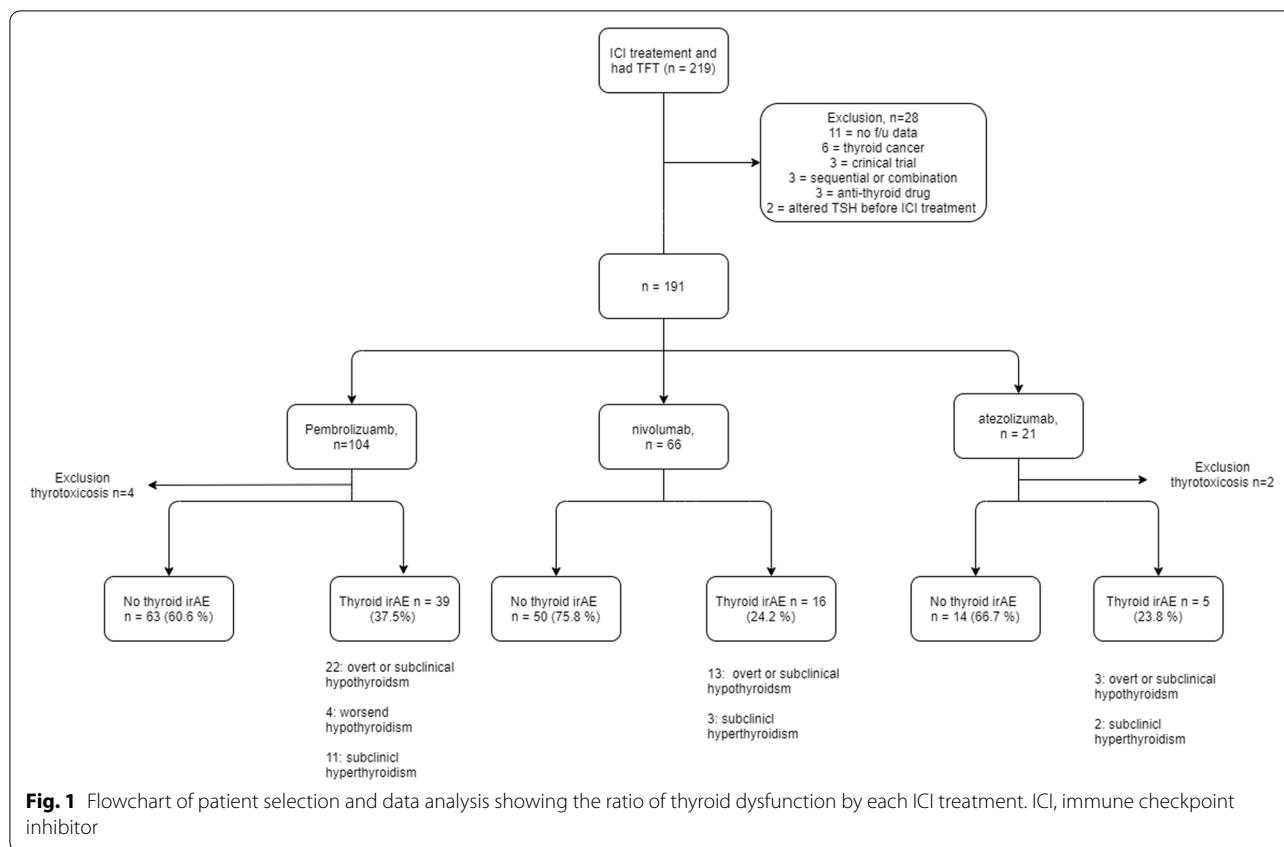 ICI treatement and
had TFT (n = 219)
Exclusion, n=28
11 = no f/u data
6 = thyroid cancer
3 = crinical trial
3 = sequential or combination
3 = anti-thyroid drug
2 = altered TSH before ICI treatment
n = 191
Pembrolizuamb,
n=104
nivolumab,
n = 66
atezolizumab,
n = 21
Exclusion
thyrotoxicosis n=4
Exclusion
thyrotoxicosis n=2
No thyroid irAE
n = 63 (60.6 %)
Thyroid irAE n = 39
(37.5%)
No thyroid irAE
n = 50 (75.8 %)
Thyroid irAE n = 16
(24.2 %)
No thyroid irAE
n = 14 (66.7 %)
Thyroid irAE n = 5
(23.8 %)
22: overt or subclinical
hypothyroidsm
4: worsend
hypothyroidism
11: subclinicl
hyperthyroidism
13: overt or subclinical
hypothyroidsm
3: subclinicl
hyperthyroidism
3: overt or subclinical
hypothyroidsm
2: subclinicl
hyperthyroidism
Fig. 1 Flowchart of patient selection and data analysis showing the ratio of thyroid dysfunction by each ICI treatment. ICI, immune checkpoint
inhibitor